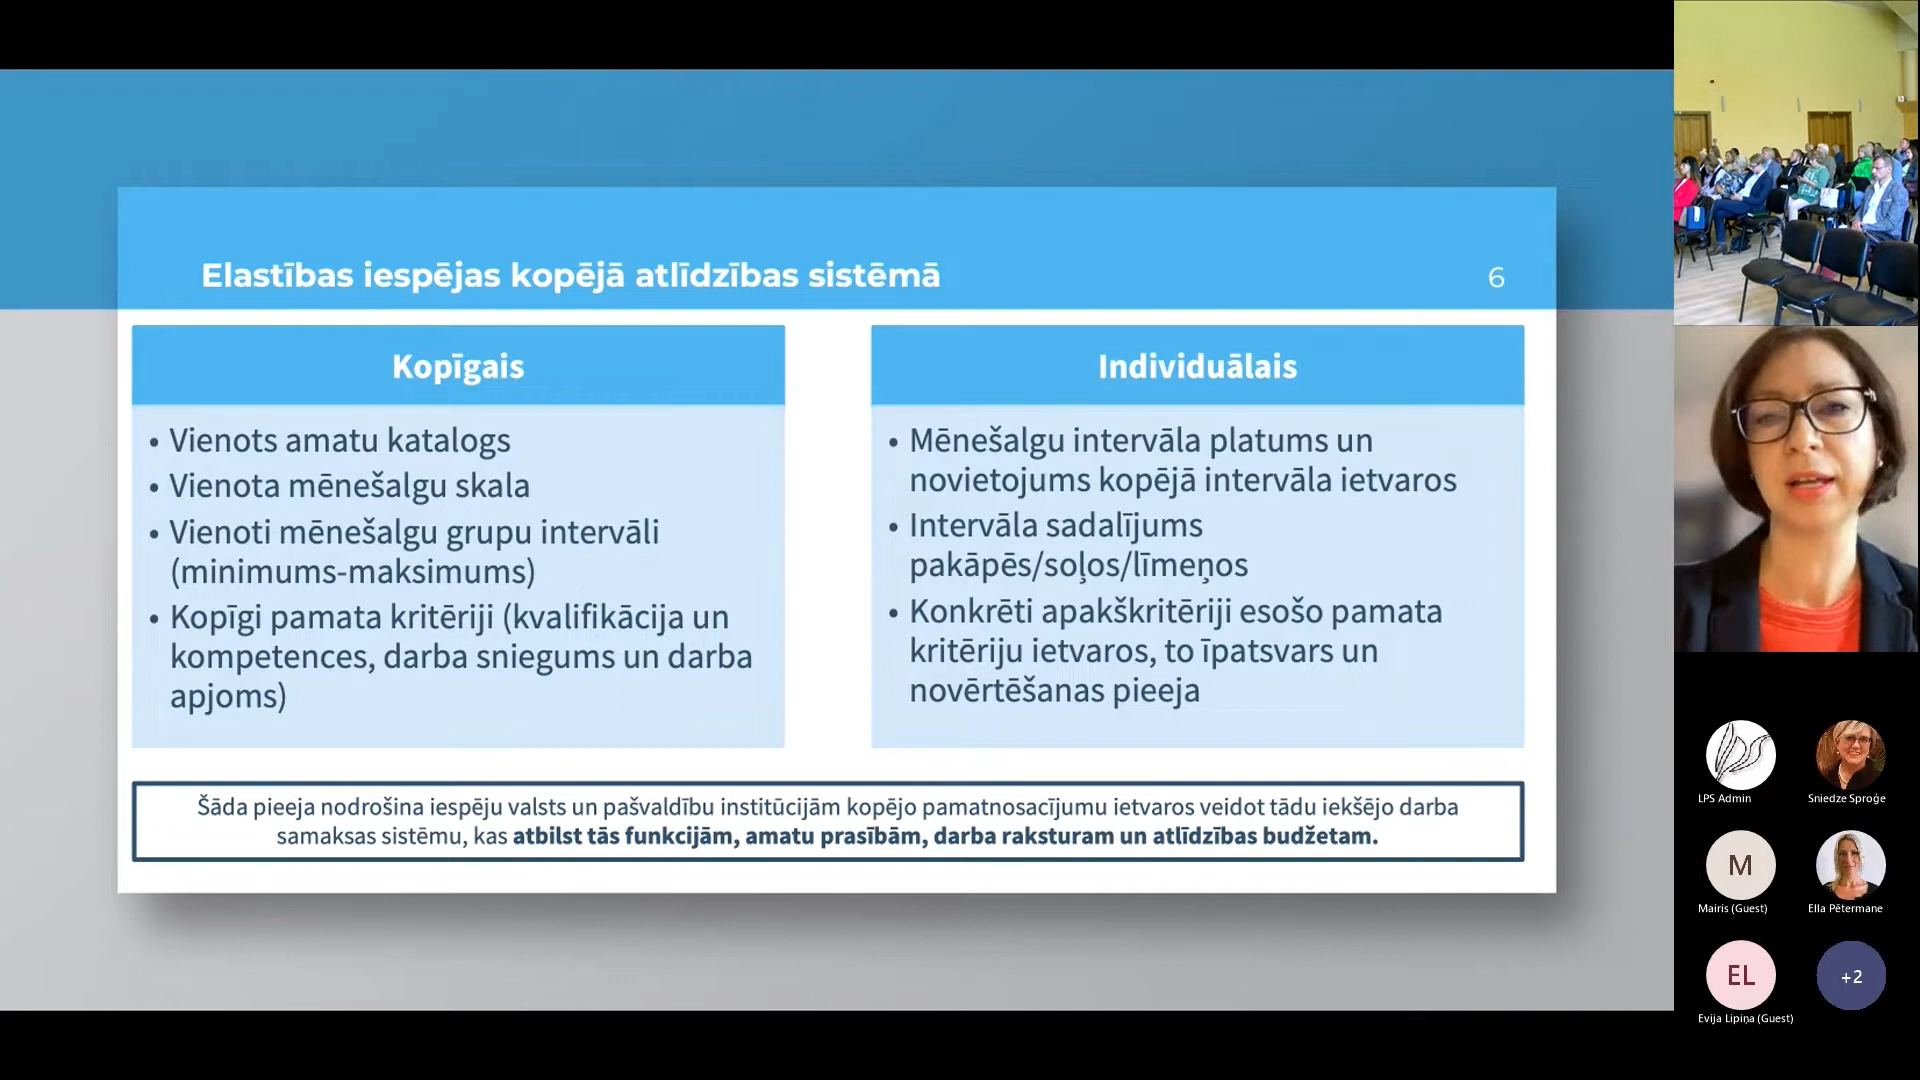 Elastības iespējas kopējā atlīdzības sistēmā
6
Kopīgais
• Vienots amatu katalogs
• Vienota mēnešalgu skala
• Vienoti mēnešalgu grupu intervāli
(minimums-maksimums)
• Kopīgi pamata kritēriji (kvalifikācija un
kompetences, darba sniegums un darba
apjoms)
Individuālais
• Mēnešalgu intervāla platums un
novietojums kopējā intervāla ietvaros
• Intervāla sadalījums
pakāpēs/soļos/līmeņos
• Konkrēti apakškritēriji esošo pamata
kritēriju ietvaros, to īpatsvars un
novērtēšanas pieeja
Šāda pieeja nodrošina iespēju valsts un pašvaldību institūcijām kopējo pamatnosacījumu ietvaros veidot tādu iekšējo darba
samaksas sistēmu, kas atbilst tās funkcijām, amatu prasībām, darba raksturam un atlīdzības budžetam.
LPS Admin
Sniedze Sproģe
M
Mairis (Guest)
Ella Pētermane
EL
Evija Lipiņa (Guest)
+2